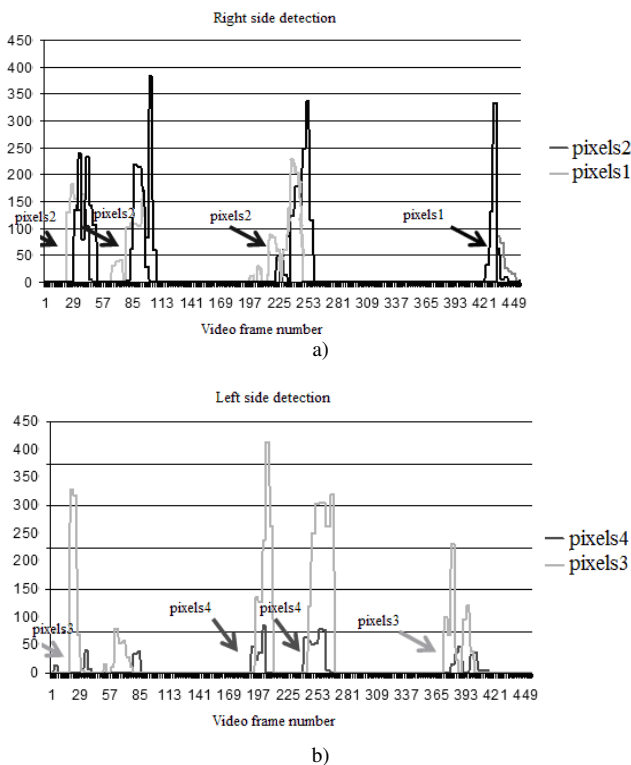 Right side detection
450
400
350
300
250
200
150
100
50
0
pixels2
pixels2
pixels2
pixels1
pixels2
pixels1
1 29 57 85 113 141 169 197 225 253 281 309 337 365 393 421 449
Video frame number
a)
Left side detection
450
400
350
300
250
200
150
100
50
0
pixels3
pixels4
pixels4
pixels3
pixels4
pixels3
1 29 57 85 113 141 169 197 225 253 281 309 337 365 393 421 449
Video frame number
b)